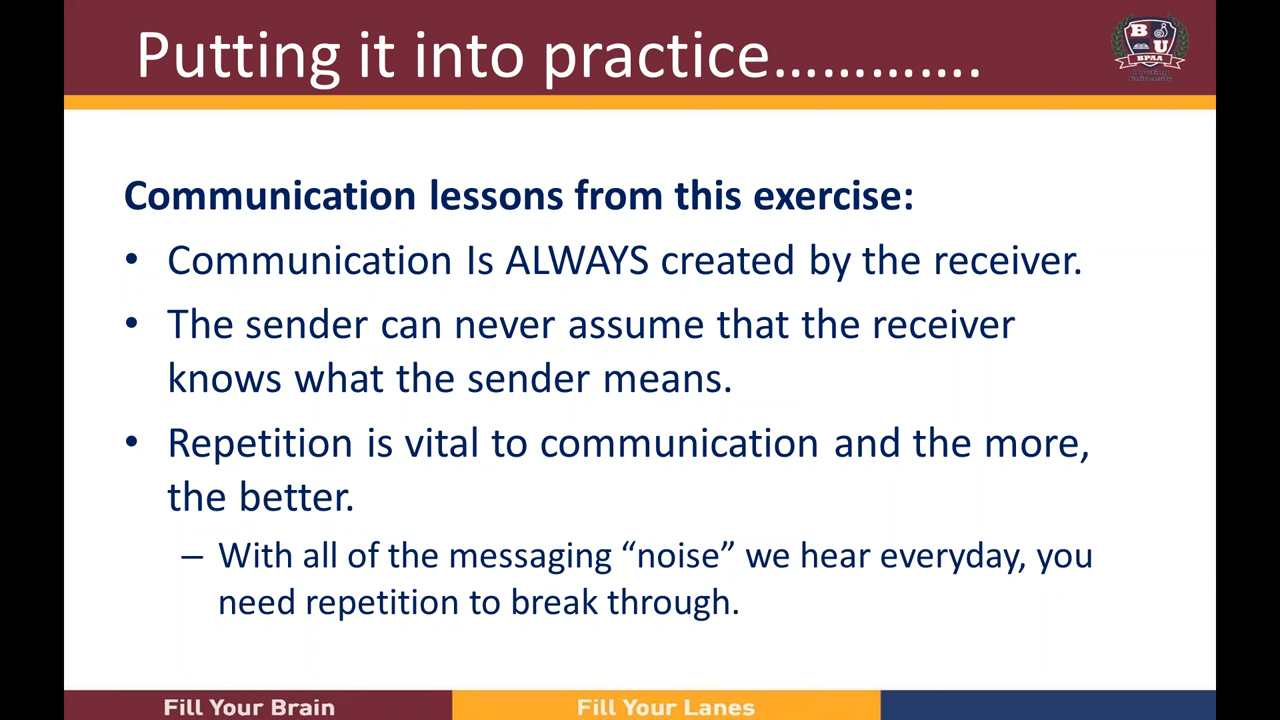 Putting it into practice………….
B U
BPAA
Communication lessons from this exercise:
• Communication Is ALWAYS created by the receiver.
• The sender can never assume that the receiver
knows what the sender means.
• Repetition is vital to communication and the more,
the better.
– With all of the messaging “noise” we hear everyday, you
need repetition to break through.
Fill Your Brain
Fill Your Lanes